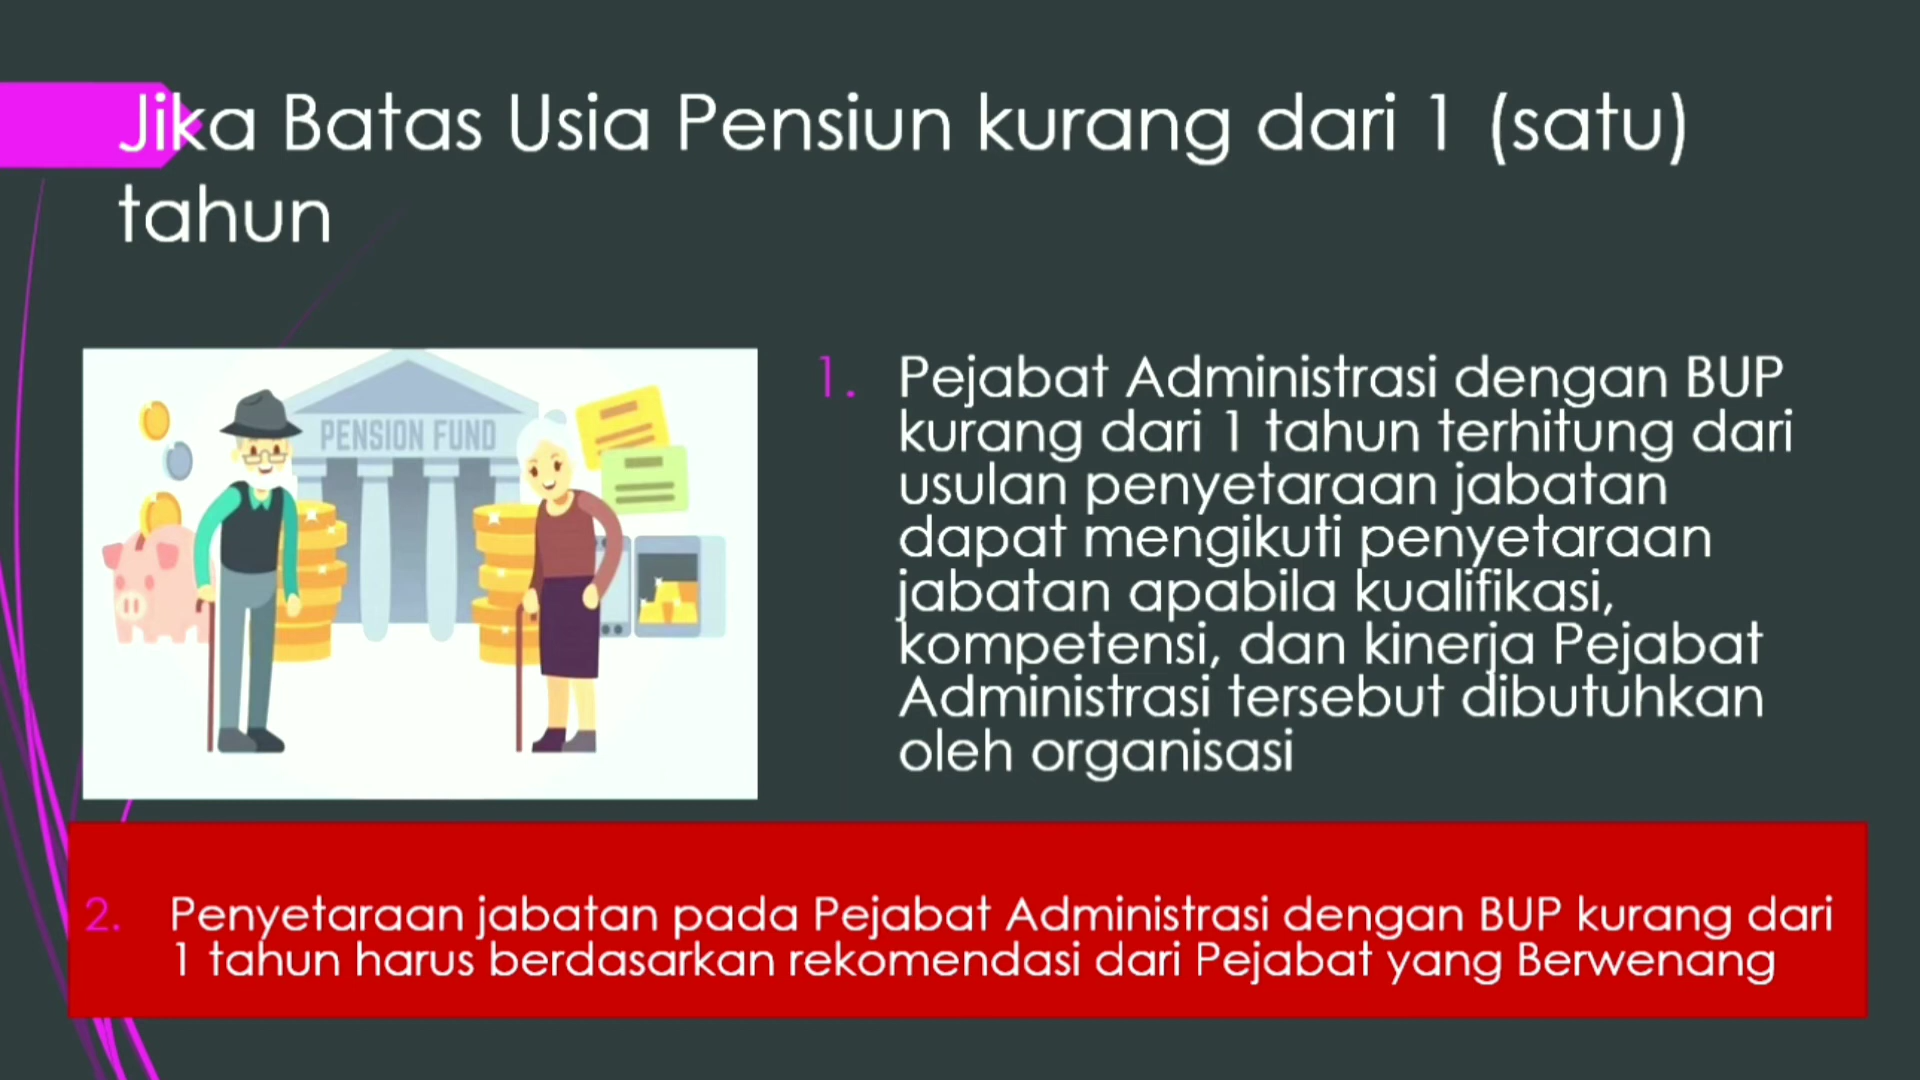 Jika Batas Usia Pensiun kurang dari 1 (satu)
tahun
PENSION FUND
1. Pejabat Administrasi dengan BUP
kurang dari 1 tahun terhitung dari
usulan penyetaraan jabatan
dapat mengikuti penyetaraan
jabatan apabila kualifikasi,
kompetensi, dan kinerja Pejabat
Administrasi tersebut dibutuhkan
oleh organisasi
2. Penyetaraan jabatan pada Pejabat Administrasi dengan BUP kurang dari
1 tahun harus berdasarkan rekomendasi dari Pejabat yang Berwenang